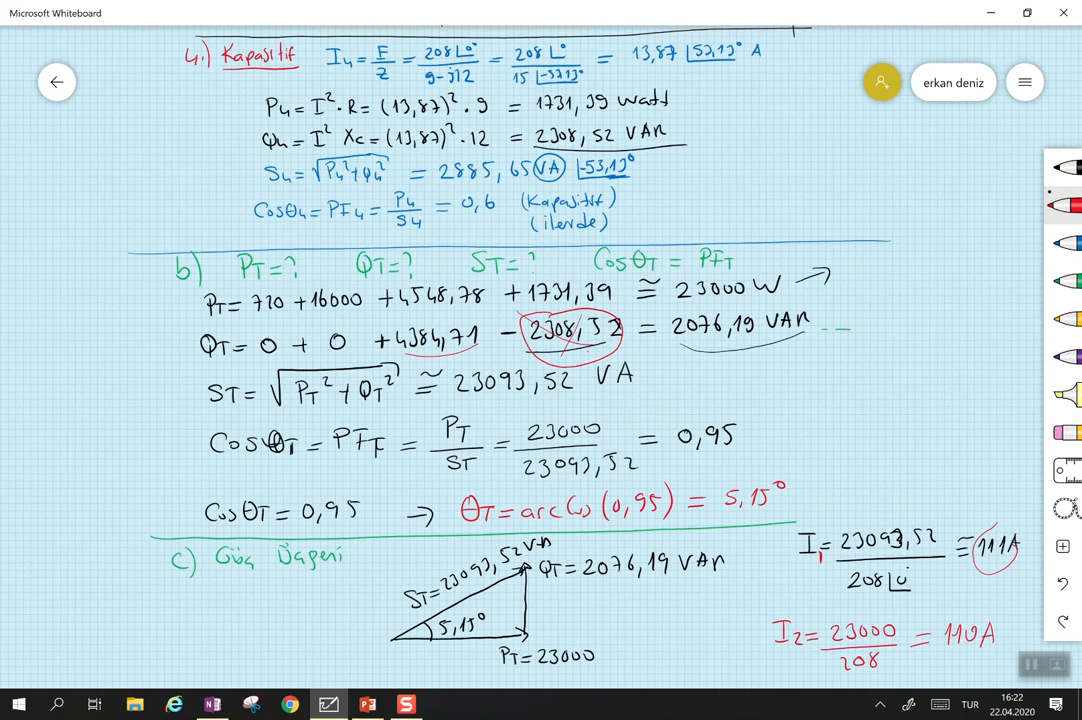 Microsoft Whiteboard
4.) Kapasitif I4 = E/Z = 208∟0°/9-j12 = 208∟0°/15∟-53,13° = 13,87 ∟53,13° A
erkan deniz
P4 = I²·R = (13,87)²·9 = 1731,39 watt
Q4 = I² Xc = (13,87)²·12 = 2308,52 VAR
S4 = √P4²+Q4² = 2885,65 VA ∟-53,13°
Cosθ4 = PF4 = P4/S4 = 0,6 (Kapasitif)
(ilerde)
b) PT=? QT=? ST=? CosθT = PFT
PT = 720 + 16000 + 4548,78 + 1731,39 ≅ 23000 W →
QT = 0 + 0 + 4384,71 - 2308,52 = 2076,19 VAR
ST = √PT²+QT² ≅ 23093,52 VA
CosθT = PFT = PT/ST = 23000/23093,52 = 0,95
CosθT = 0,95 → θT = arcCos(0,95) = 5,15°
c) Güç Üçgeni
I1 = 23093,52/208∟0° ≅ 111A
ST = 23093,52 VA
QT = 2076,19 VAR
5,15°
PT = 23000
I2 = 23000/208 = 110A
TUR
16:22
22.04.2020